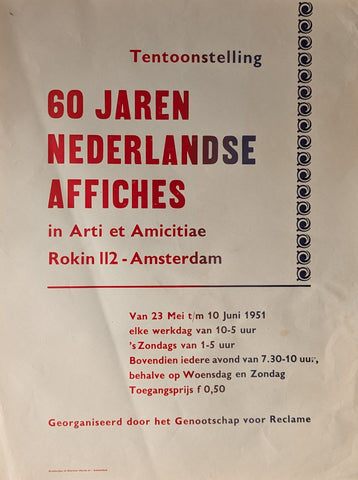 Tentoonstelling
60 JAREN
NEDERLANDSE
AFFICHES
in Arti et Amicitiae
Rokin 112 - Amsterdam
Van 23 Mei t/m 10 Juni 1951
elke werkdag van 10-5 uur
'sZondags van 1-5 uur
Bovendien iedere avond van 7.30-10 uur,
behalve op Woensdag en Zondag
Toegangsprijs f 0,50
Georganiseerd door het Genootschap voor Reclame